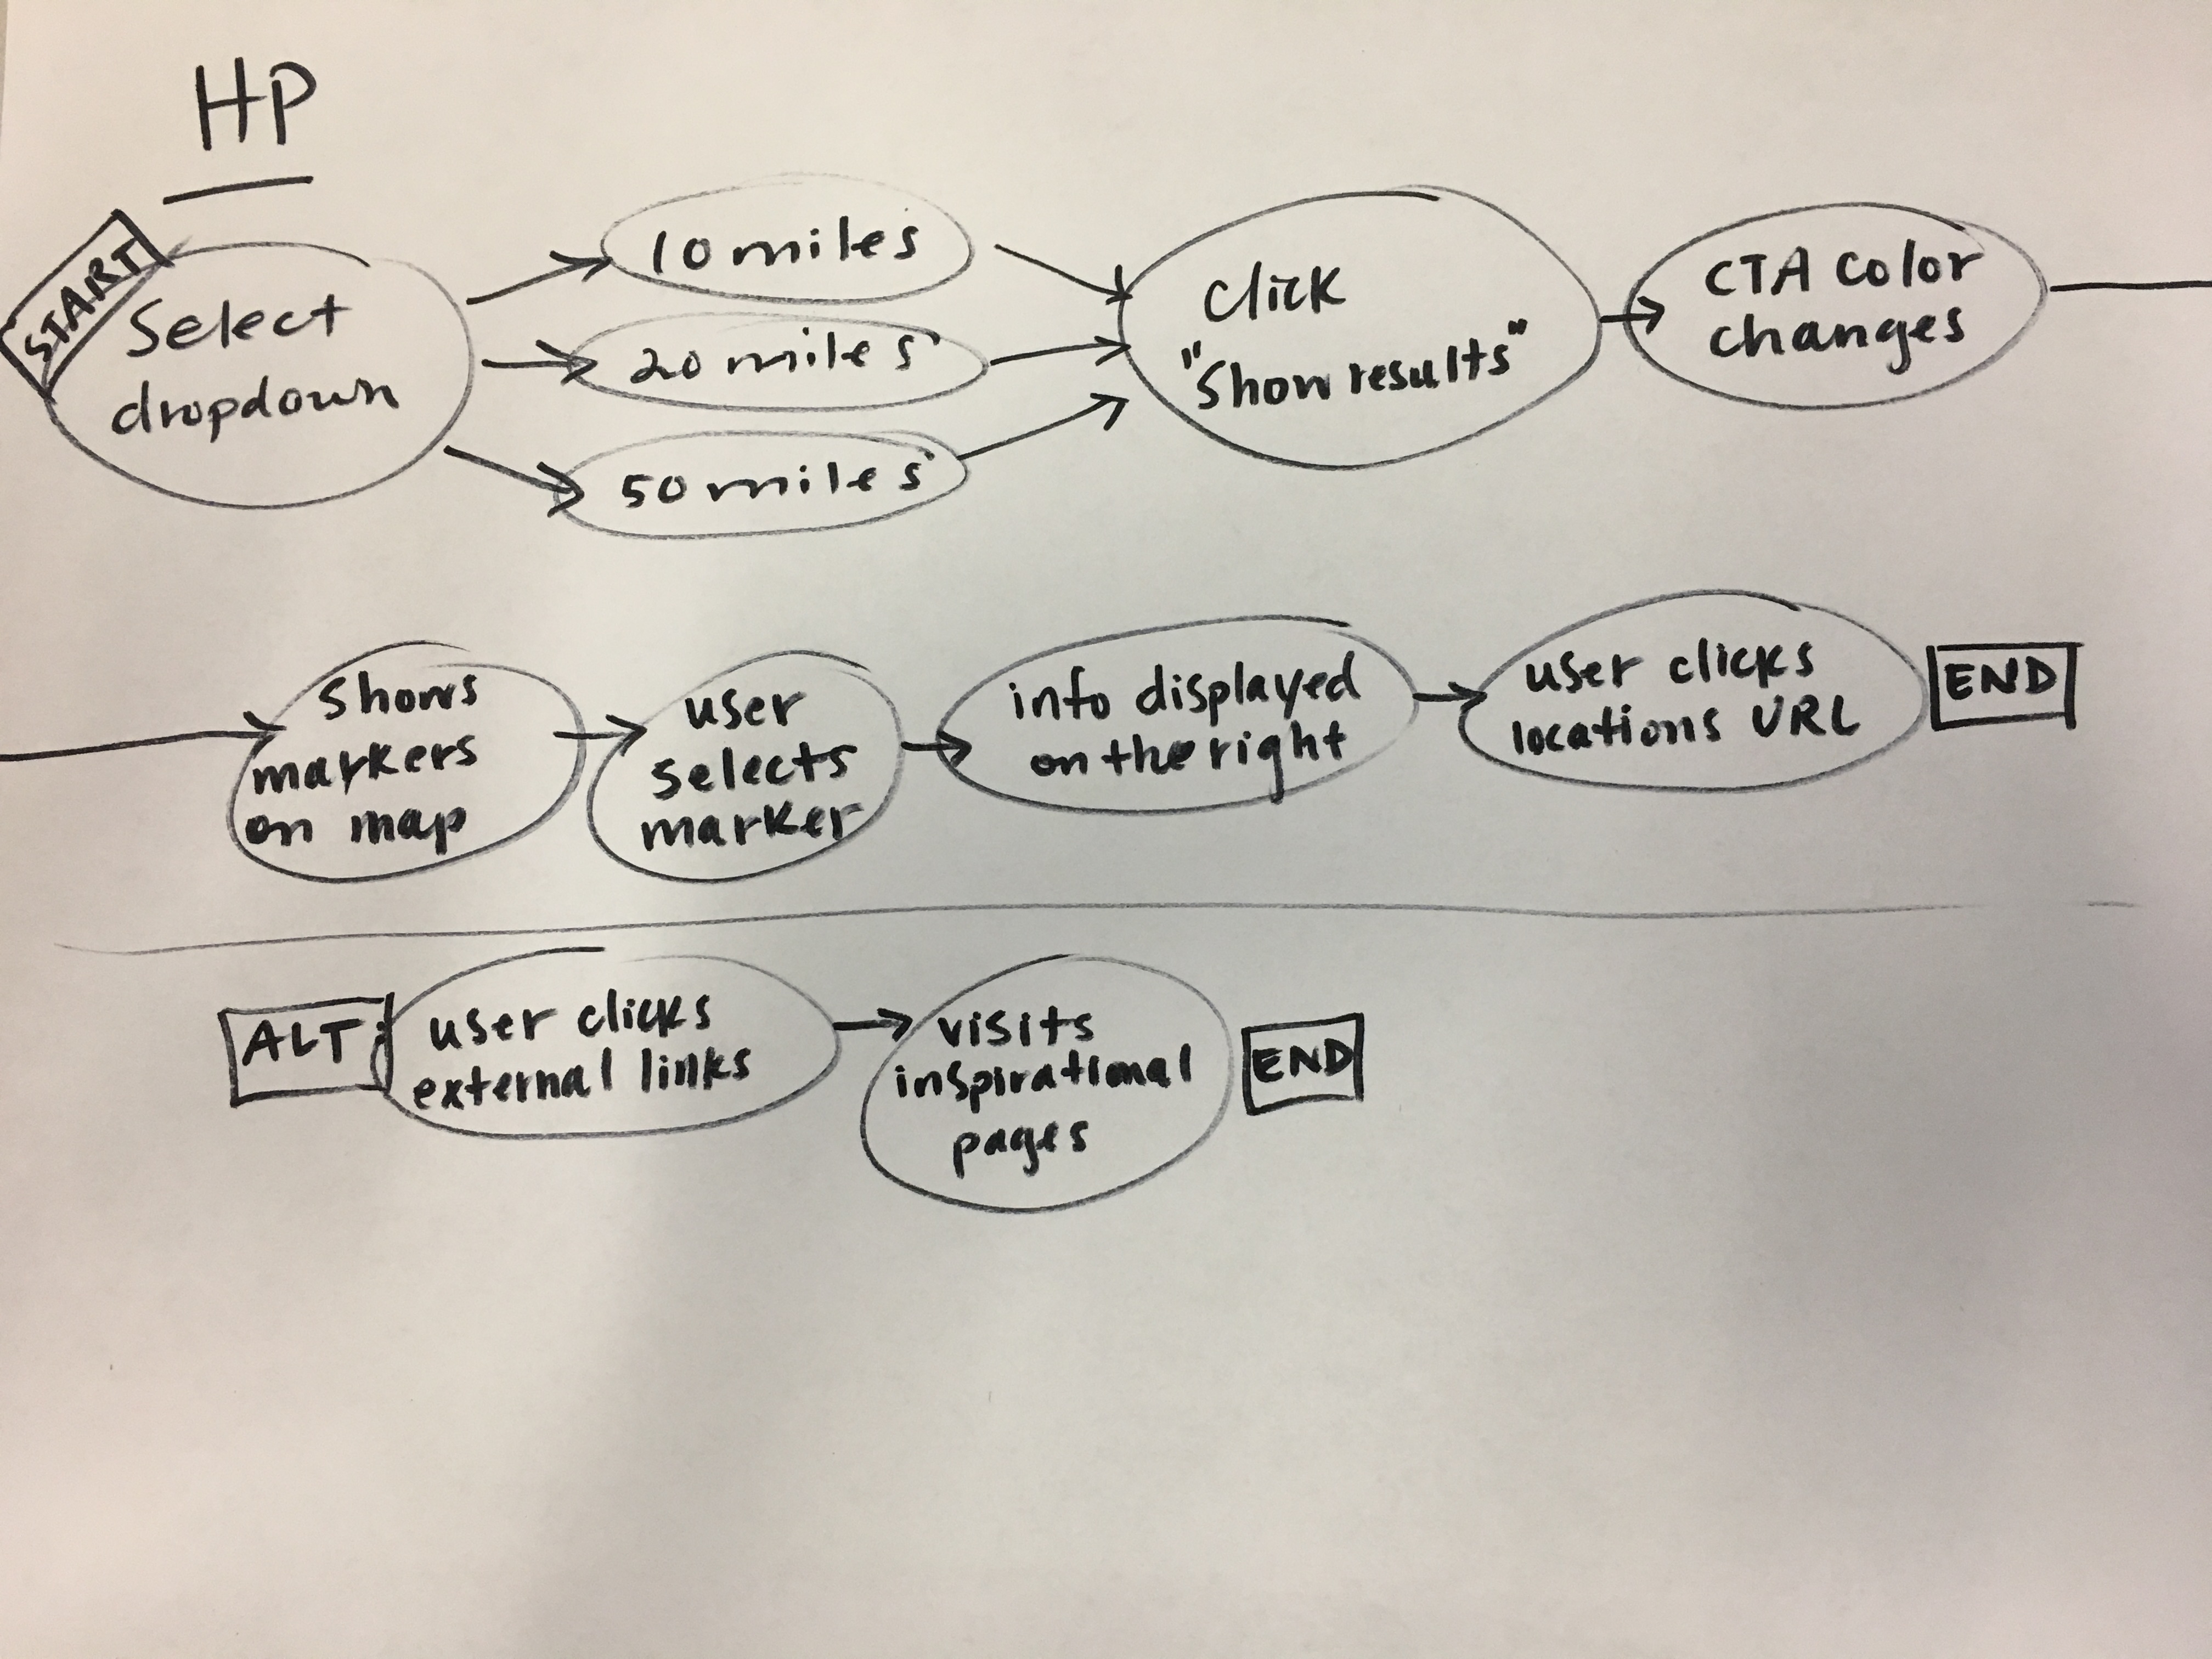 HP
START
Select
dropdown
10 miles
20 miles
50 miles
Click
"Show results"
CTA Color
changes
Shows
markers
on map
user
selects
marker
info displayed
on the right
user clicks
locations URL
END
ALT:
user clicks
external links
visits
inspirational
pages
END